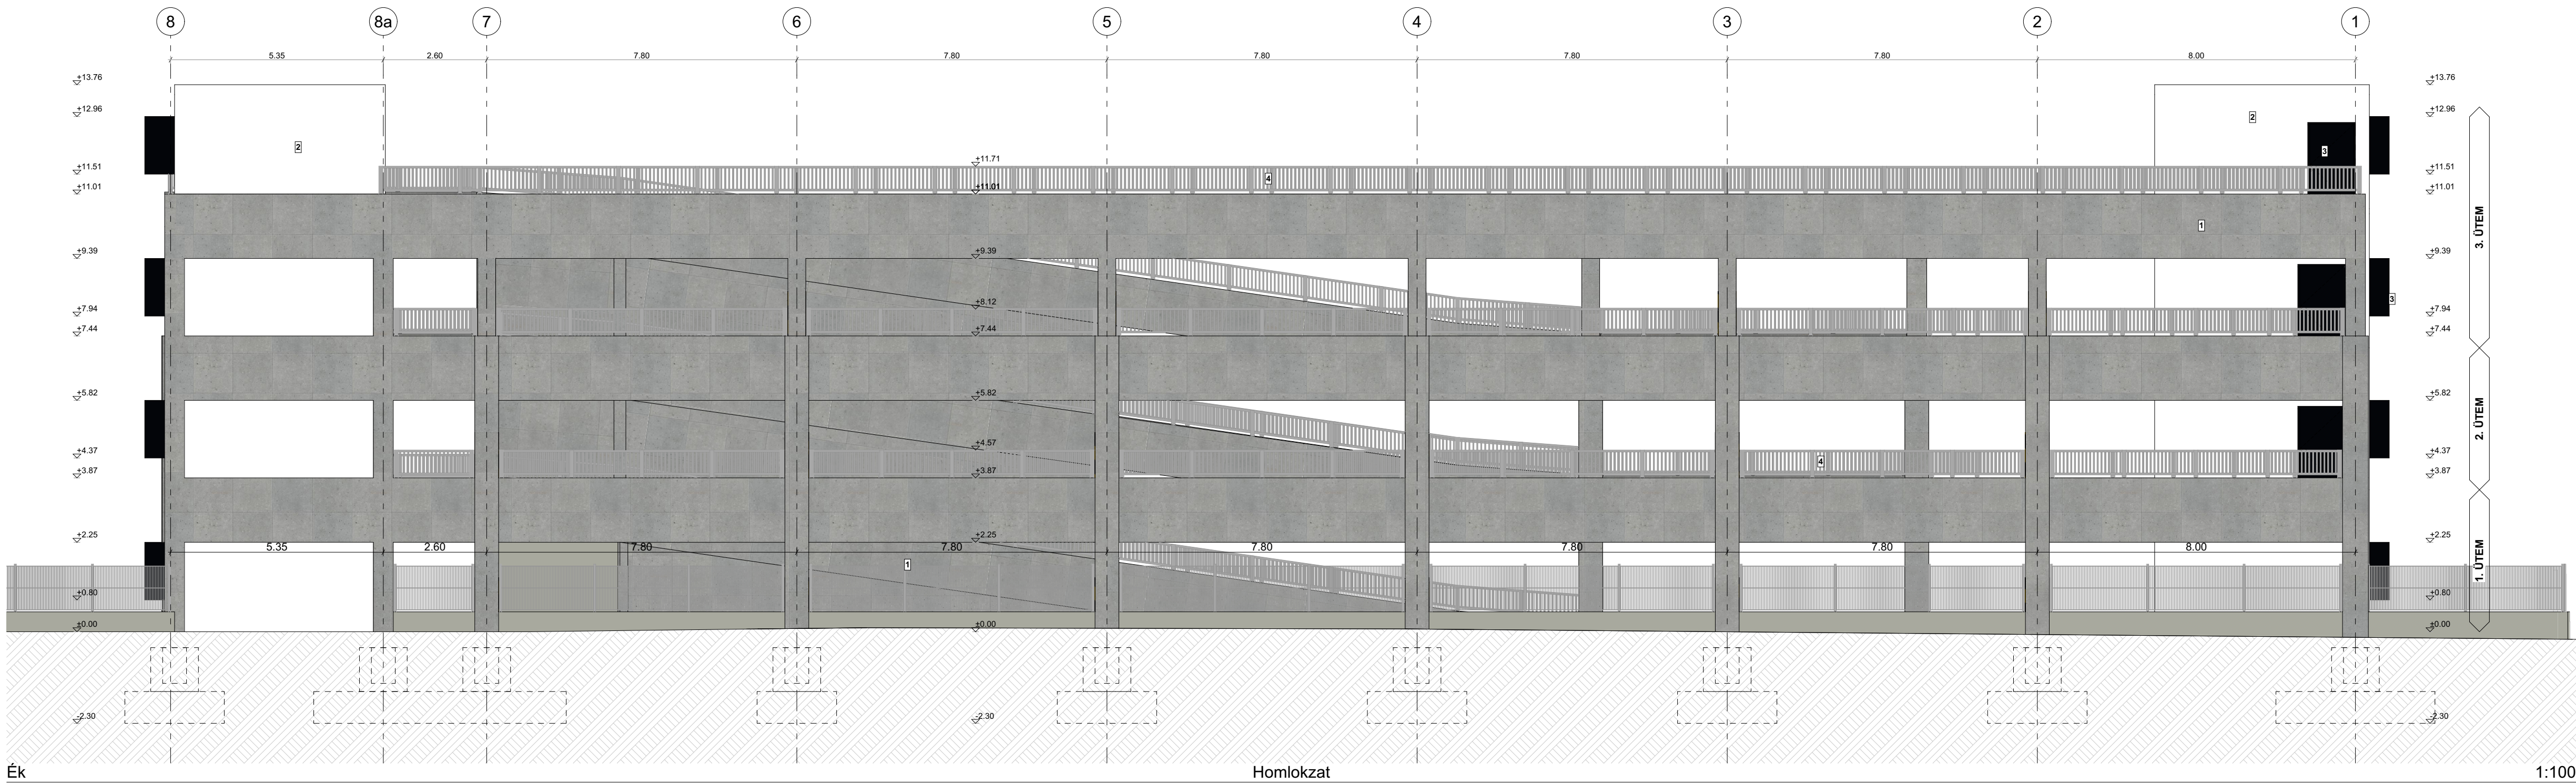 8 8a 7 6 5 4 3 2 1
5.35 2.60 7.80 7.80 7.80 7.80 7.80 8.00
+13.76 +13.76
+12.96 2 +12.96
2 3
+11.51 +11.71 4 +11.51
+11.01 +11.01 +11.01
1 3. ÜTEM
+9.39 +9.39 +9.39
+7.94 +8.12 3 +7.94
+7.44 +7.44 +7.44
+5.82 +5.82 +5.82
2. ÜTEM
+4.37 +4.57 4 +4.37
+3.87 +3.87 +3.87
+2.25 +2.25 +2.25
5.35 2.60 7.80 7.80 7.80 7.80 7.80 8.00
1 1. ÜTEM
+0.80 +0.80
+0.00 +0.00 +0.00
-2.30 -2.30 -2.30
Ék Homlokzat 1:100